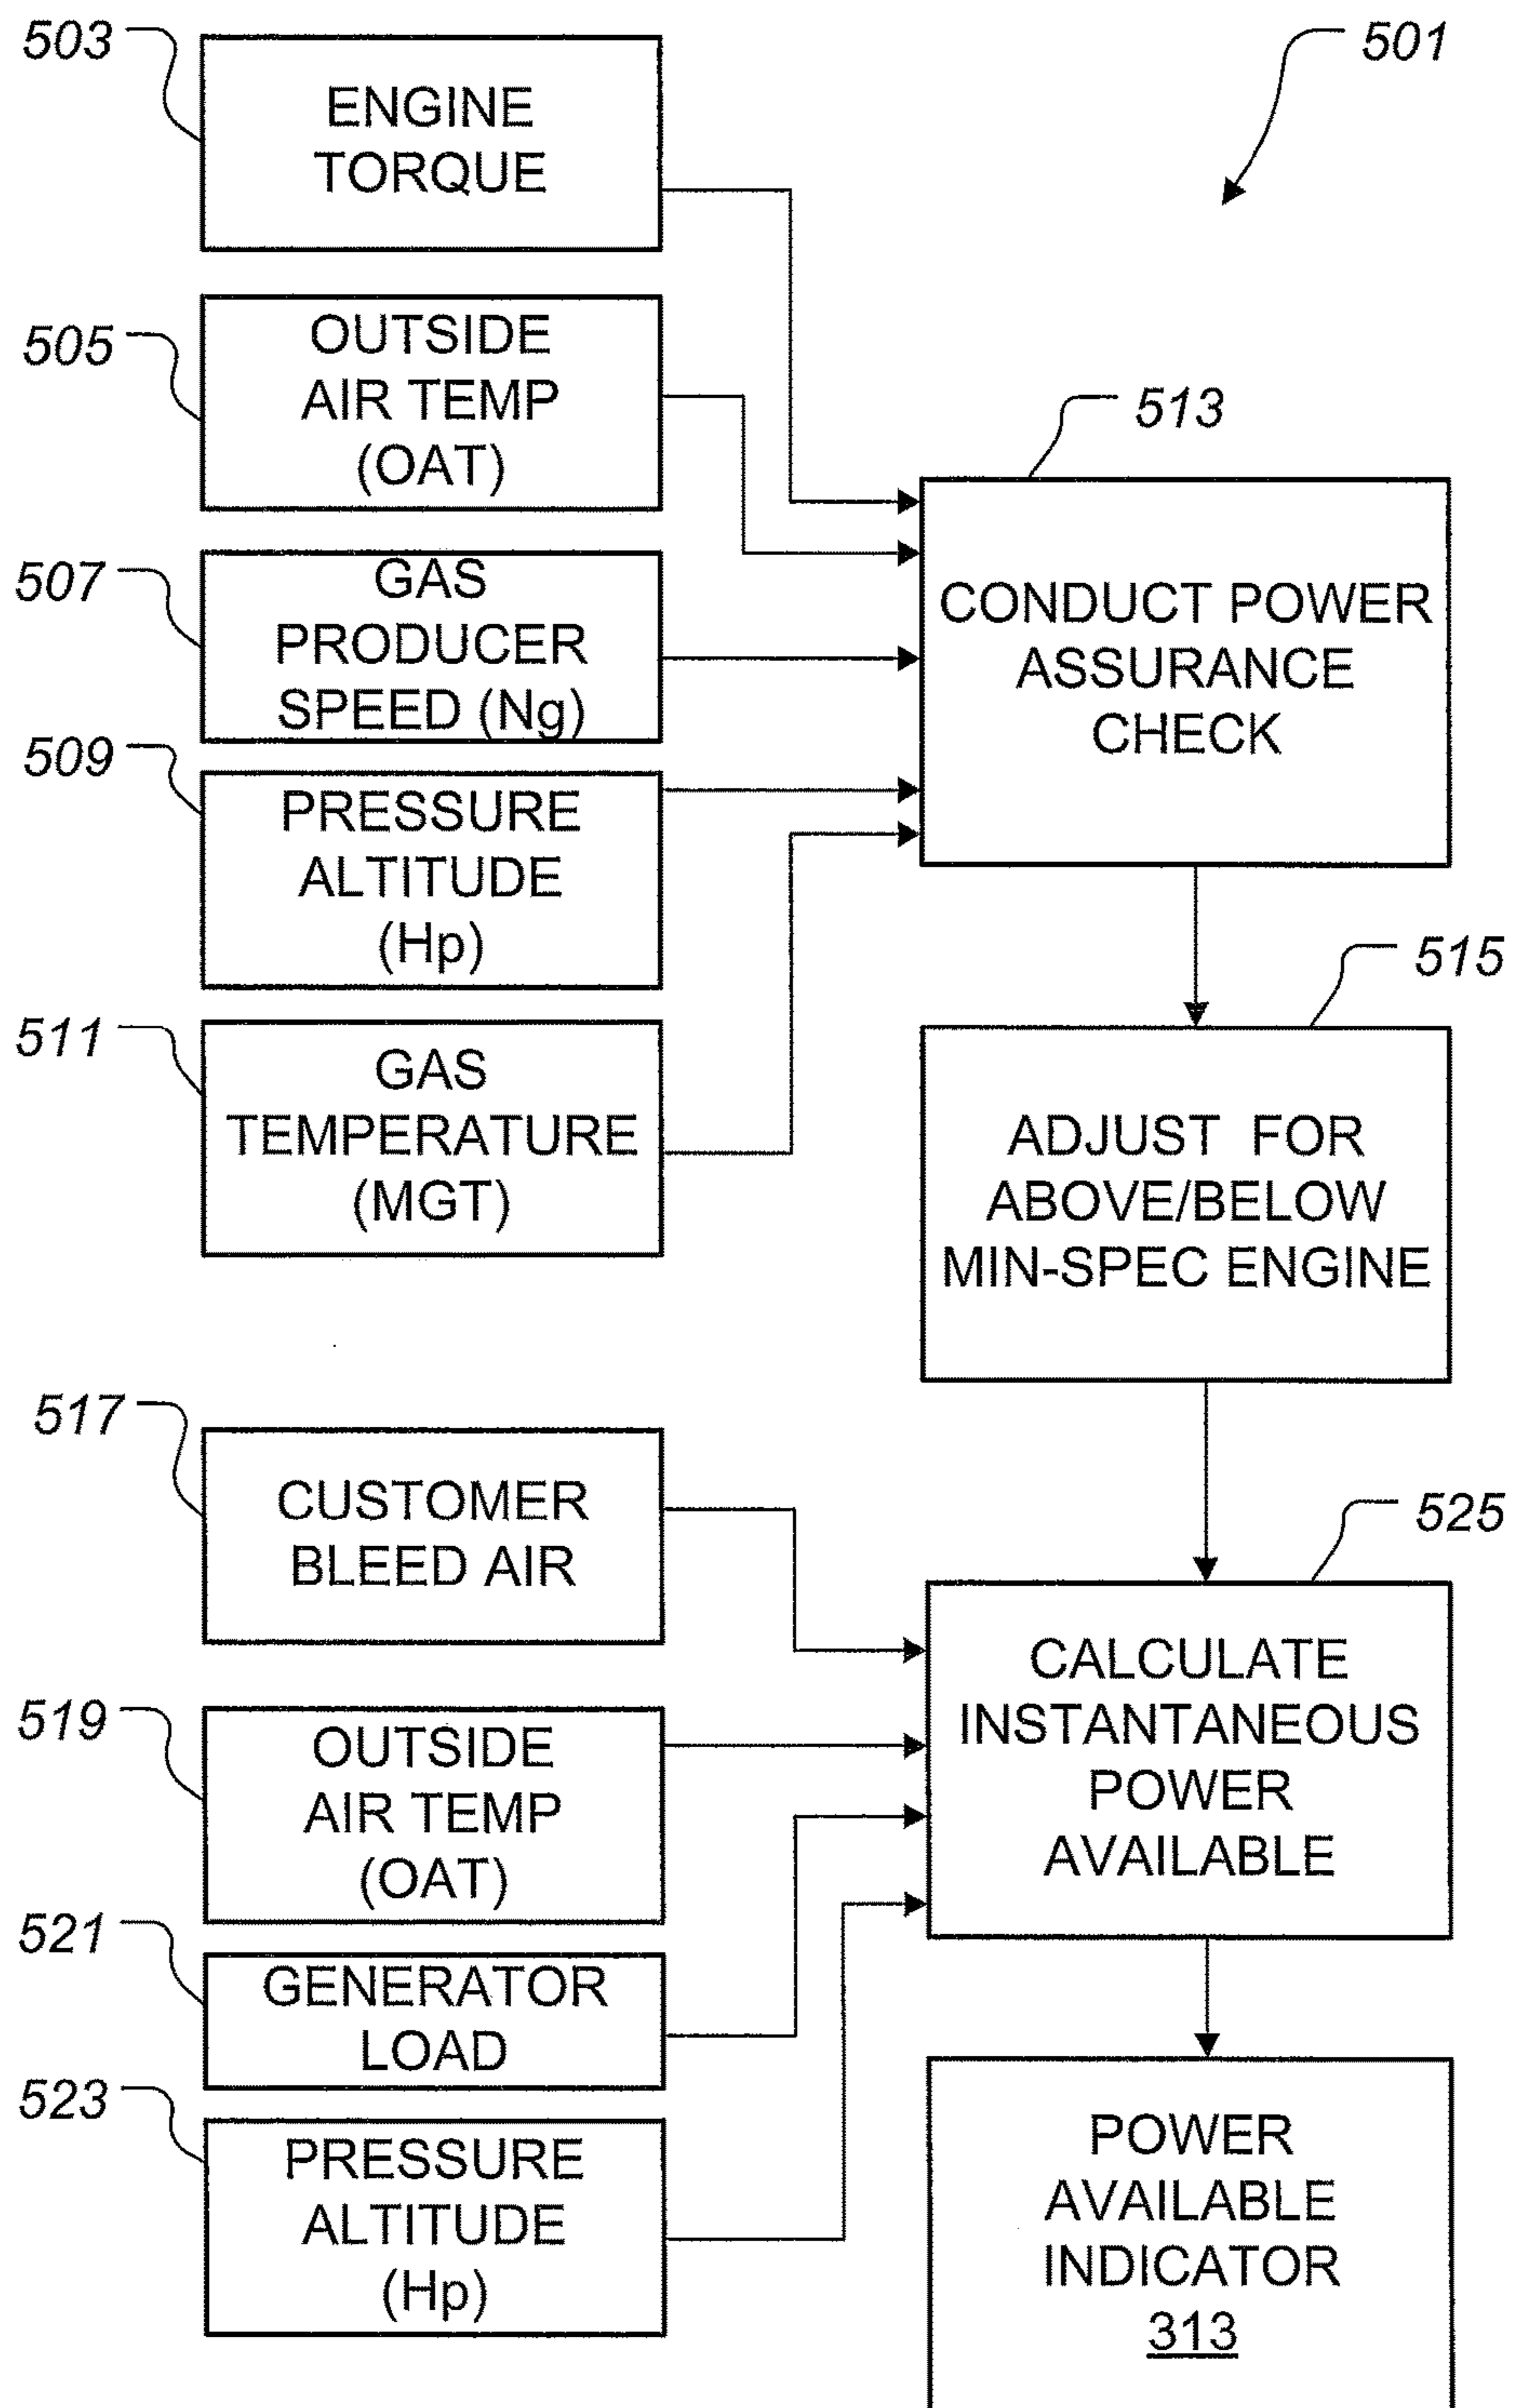 503
ENGINE
TORQUE
501
505
OUTSIDE
AIR TEMP
(OAT)
507
GAS
PRODUCER
SPEED (Ng)
513
CONDUCT POWER
ASSURANCE
CHECK
509
PRESSURE
ALTITUDE
(Hp)
511
GAS
TEMPERATURE
(MGT)
515
ADJUST FOR
ABOVE/BELOW
MIN-SPEC ENGINE
517
CUSTOMER
BLEED AIR
519
OUTSIDE
AIR TEMP
(OAT)
525
CALCULATE
INSTANTANEOUS
POWER
AVAILABLE
521
GENERATOR
LOAD
523
PRESSURE
ALTITUDE
(Hp)
POWER
AVAILABLE
INDICATOR
313